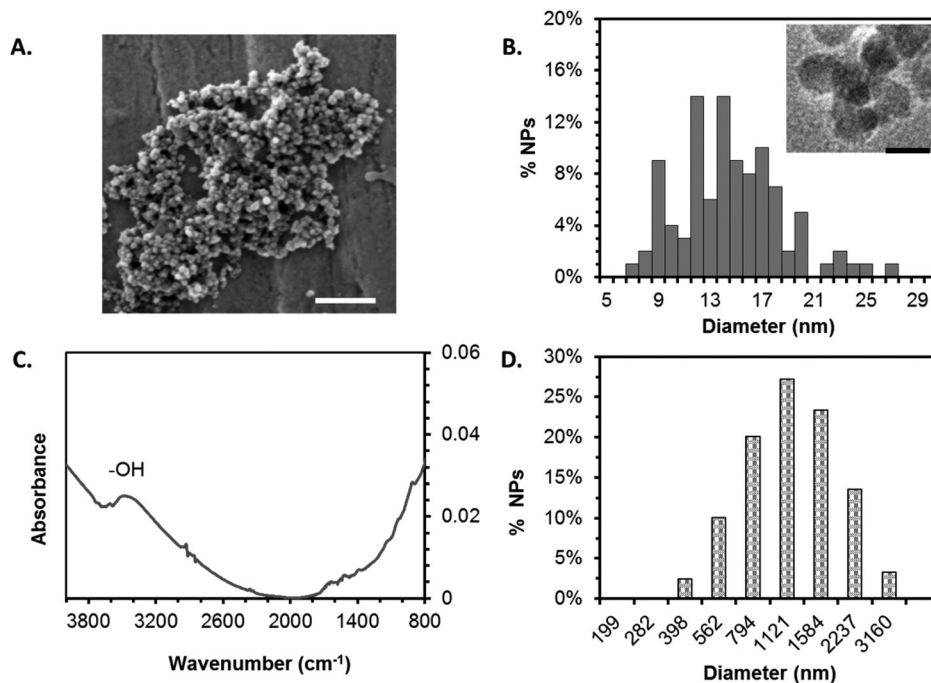 A.
B.
20%
16%
12%
8%
4%
0%
% NPs
5 9 13 17 21 25 29
Diameter (nm)
C.
0.06
0.04
0.02
0
-OH
Absorbance
3800 3200 2600 2000 1400 800
Wavenumber (cm⁻¹)
D.
30%
25%
20%
15%
10%
5%
0%
% NPs
199 282 398 562 794 1121 1584 2237 3160
Diameter (nm)